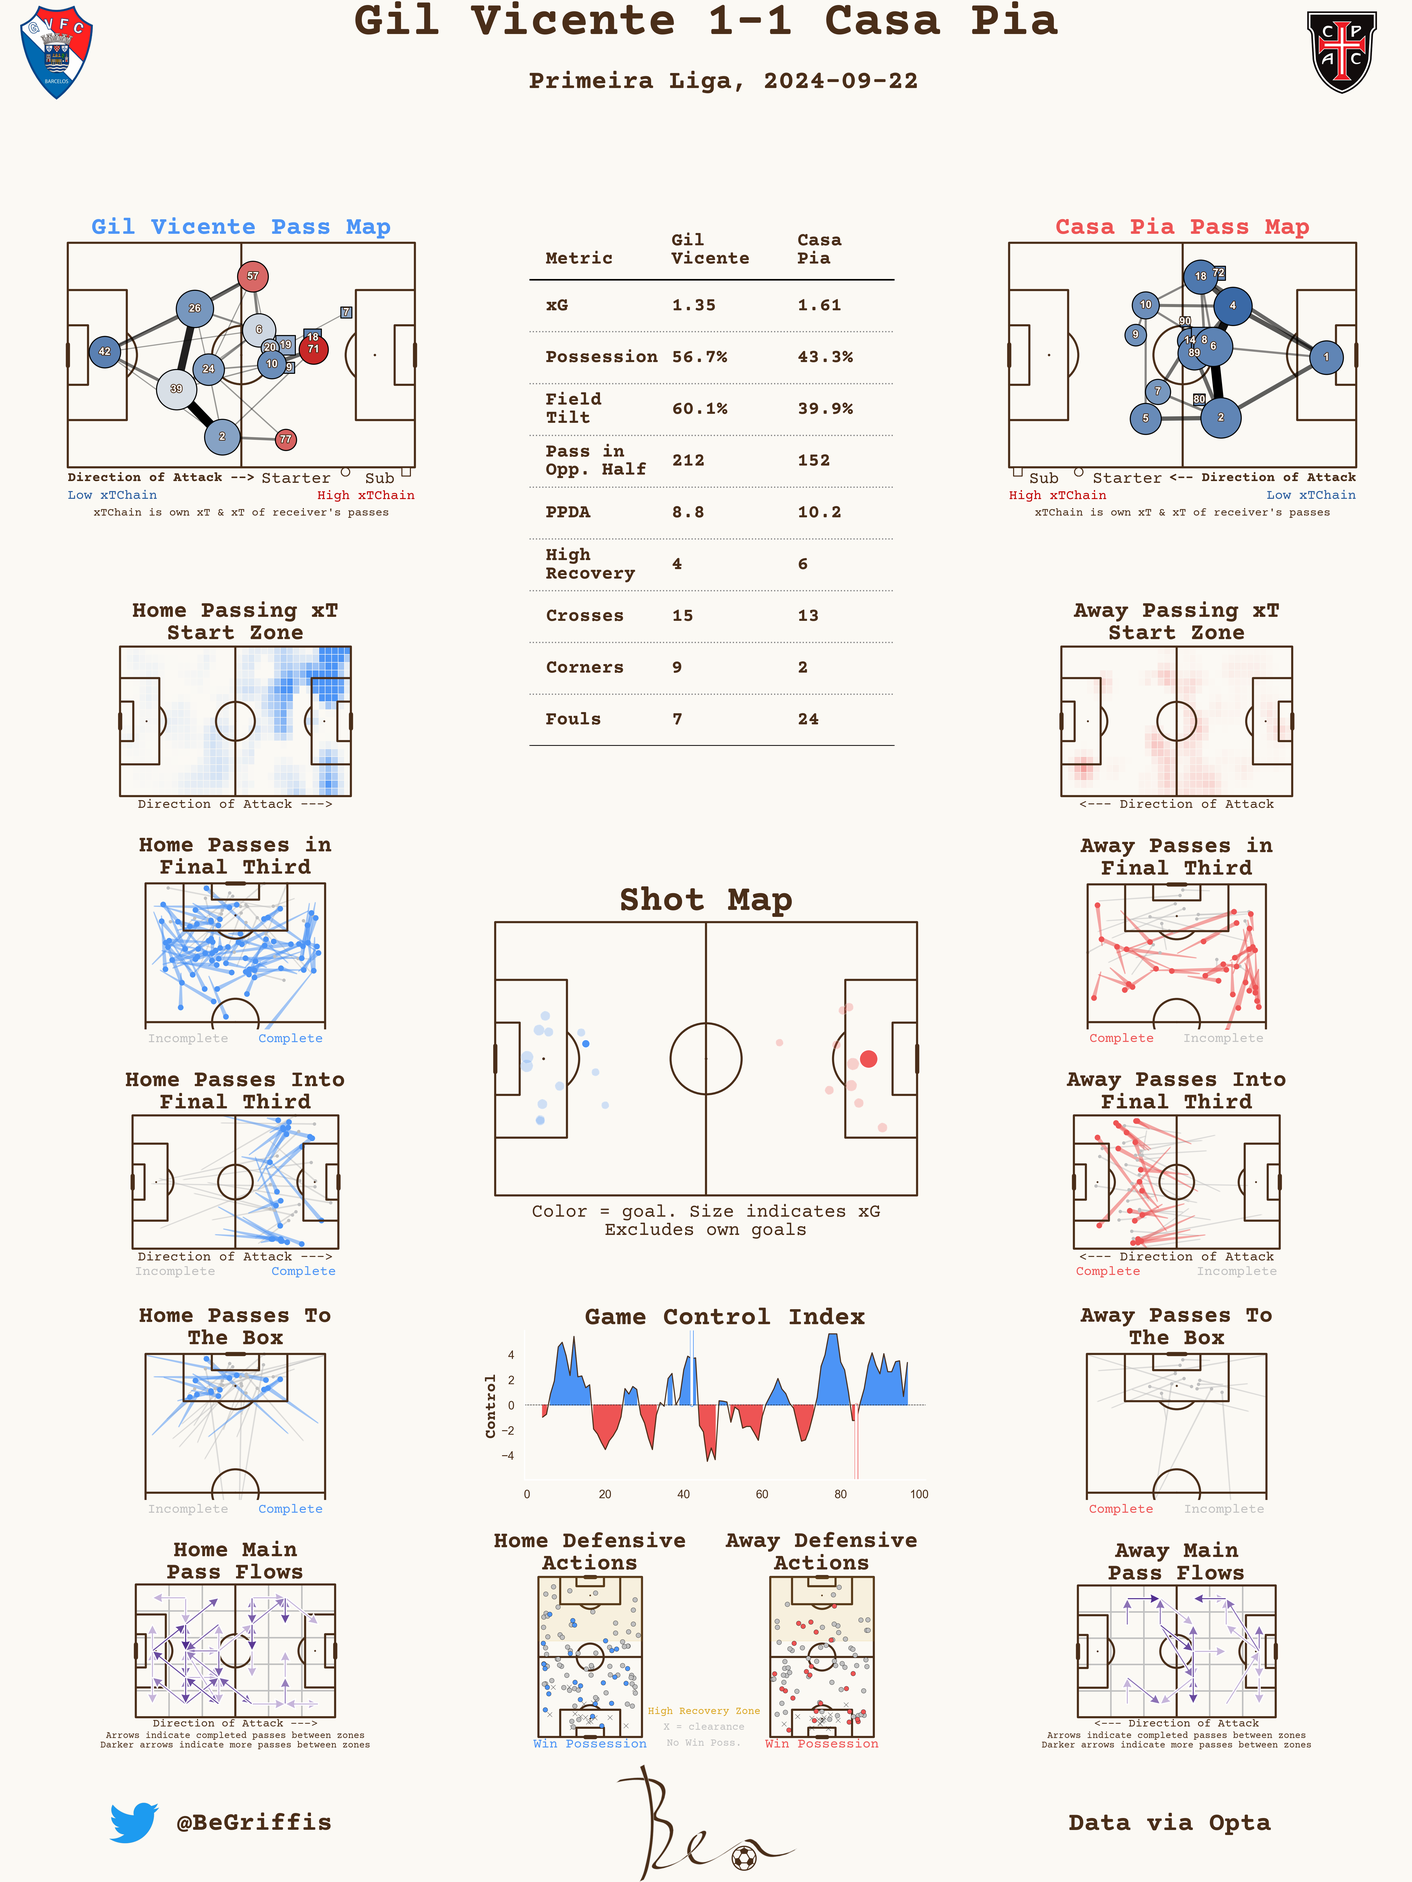 Gil Vicente 1-1 Casa Pia
Primeira Liga, 2024-09-22
G V F C
BARCELOS
C P
A C
Gil Vicente Pass Map
57
26
6
7
18
20
19
71
42
24
10
9
39
2
77
Direction of Attack --> Starter Sub
Low xTChain High xTChain
xTChain is own xT & xT of receiver's passes
Metric Gil Vicente Casa Pia
xG 1.35 1.61
Possession 56.7% 43.3%
Field Tilt 60.1% 39.9%
Pass in Opp. Half 212 152
PPDA 8.8 10.2
High Recovery 4 6
Crosses 15 13
Corners 9 2
Fouls 7 24
Casa Pia Pass Map
18
72
10
4
90
9
14
8
6
89
1
7
80
5
2
Sub Starter <-- Direction of Attack
High xTChain Low xTChain
xTChain is own xT & xT of receiver's passes
Home Passing xT
Start Zone
Direction of Attack --->
Away Passing xT
Start Zone
<--- Direction of Attack
Home Passes in
Final Third
Incomplete Complete
Away Passes in
Final Third
Complete Incomplete
Shot Map
Color = goal. Size indicates xG
Excludes own goals
Home Passes Into
Final Third
Direction of Attack --->
Incomplete Complete
Away Passes Into
Final Third
<--- Direction of Attack
Complete Incomplete
Home Passes To
The Box
Incomplete Complete
Game Control Index
Control
4
2
0
−2
−4
0 20 40 60 80 100
Away Passes To
The Box
Complete Incomplete
Home Main
Pass Flows
Direction of Attack --->
Arrows indicate completed passes between zones
Darker arrows indicate more passes between zones
Home Defensive
Actions
Win Possession
Away Defensive
Actions
Win Possession
High Recovery Zone
X = clearance
No Win Poss.
Away Main
Pass Flows
<--- Direction of Attack
Arrows indicate completed passes between zones
Darker arrows indicate more passes between zones
@BeGriffis
Ben
Data via Opta